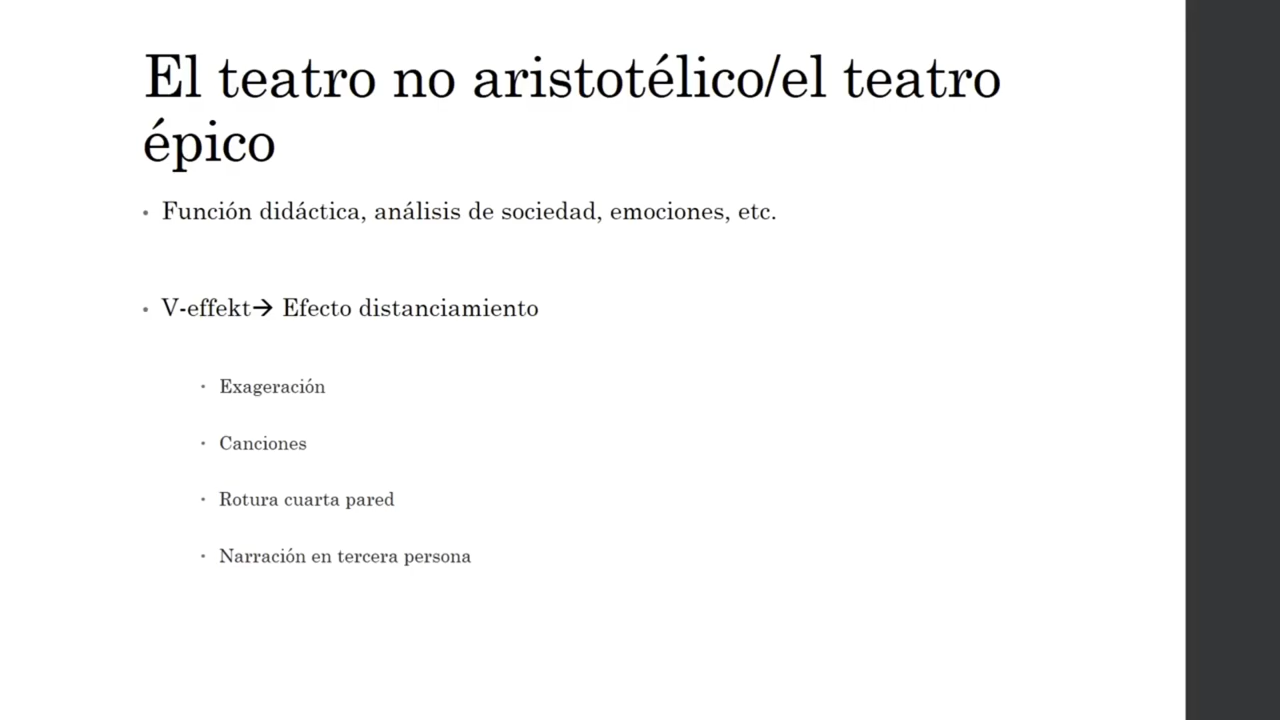 El teatro no aristotélico/el teatro
épico
• Función didáctica, análisis de sociedad, emociones, etc.
• V-effekt→ Efecto distanciamiento
• Exageración
• Canciones
• Rotura cuarta pared
• Narración en tercera persona